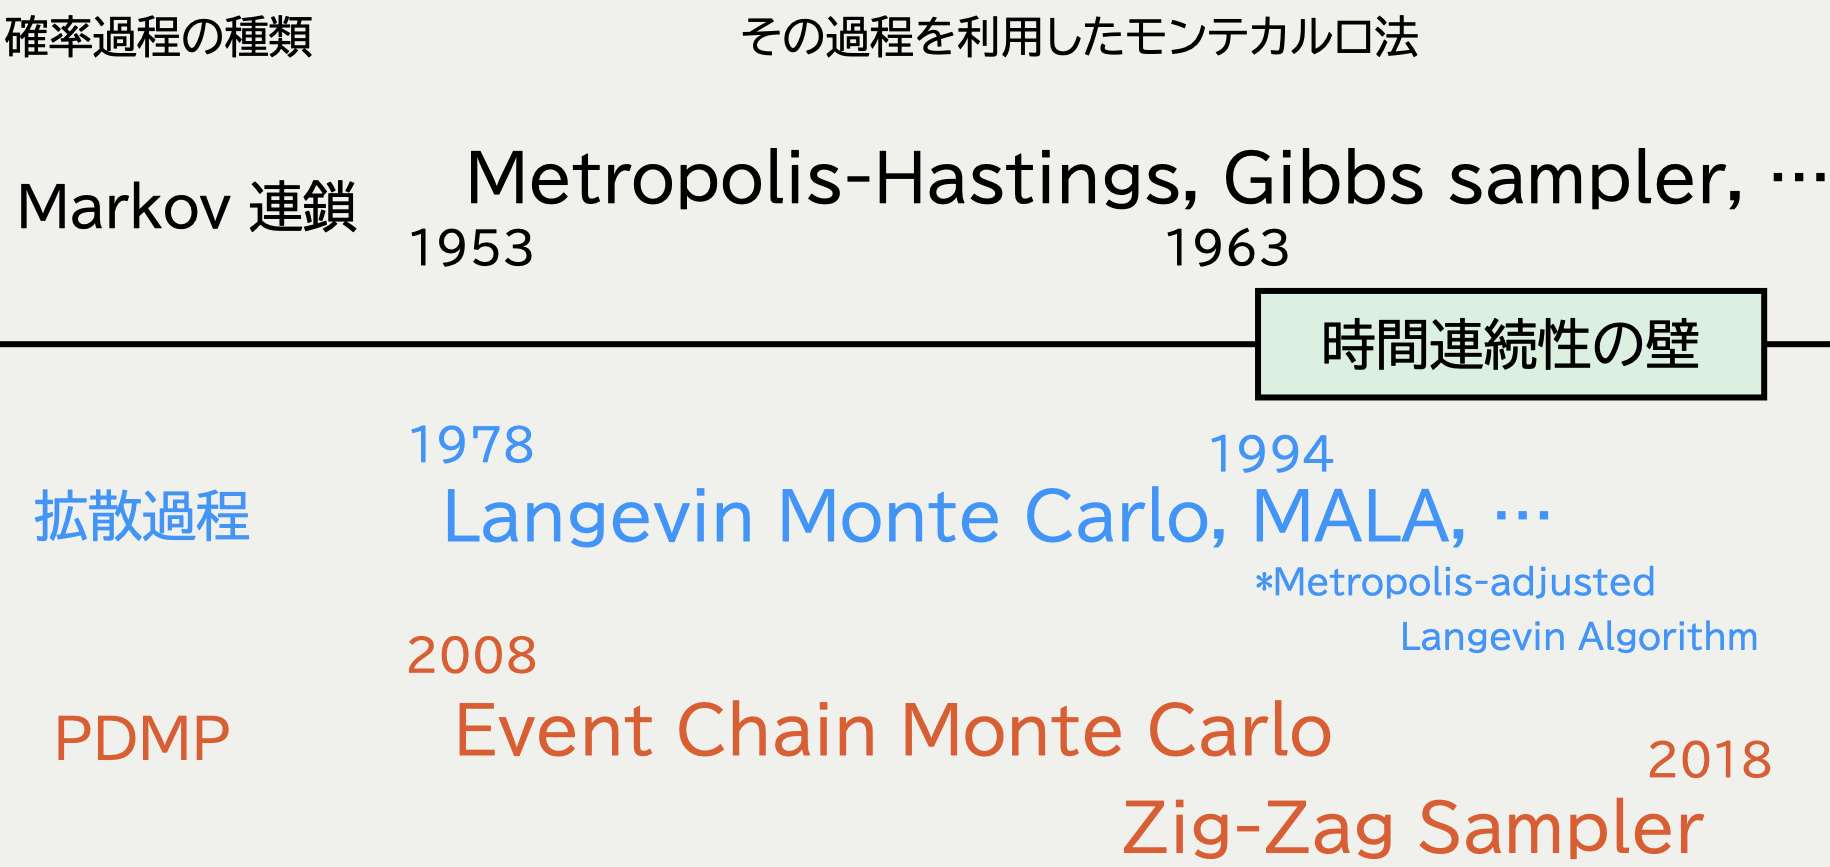 確率過程の種類
その過程を利用したモンテカルロ法
Markov 連鎖
Metropolis-Hastings, Gibbs sampler, …
1953
1963
時間連続性の壁
1978
1994
拡散過程
Langevin Monte Carlo, MALA, …
*Metropolis-adjusted
Langevin Algorithm
2008
PDMP
Event Chain Monte Carlo
2018
Zig-Zag Sampler